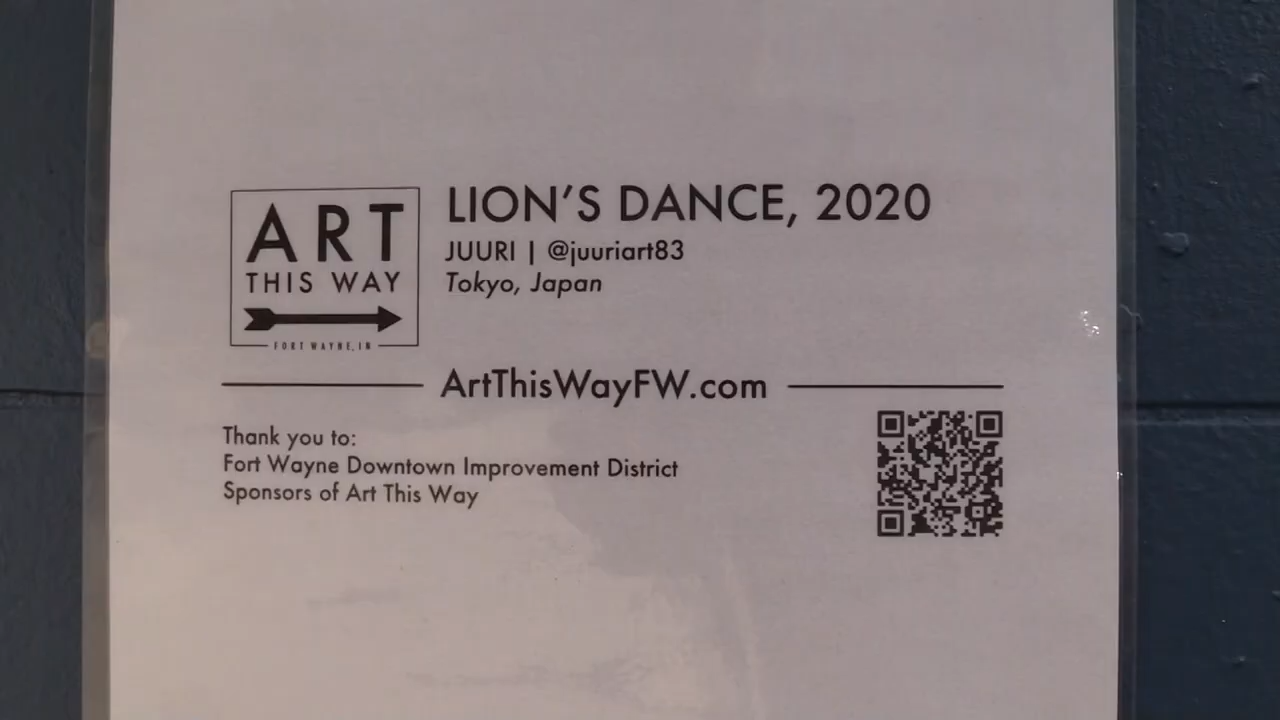 ART
THIS WAY
FORT WAYNE, IN
LION'S DANCE, 2020
JUURI | @juuriart83
Tokyo, Japan
ArtThisWayFW.com
Thank you to:
Fort Wayne Downtown Improvement District
Sponsors of Art This Way